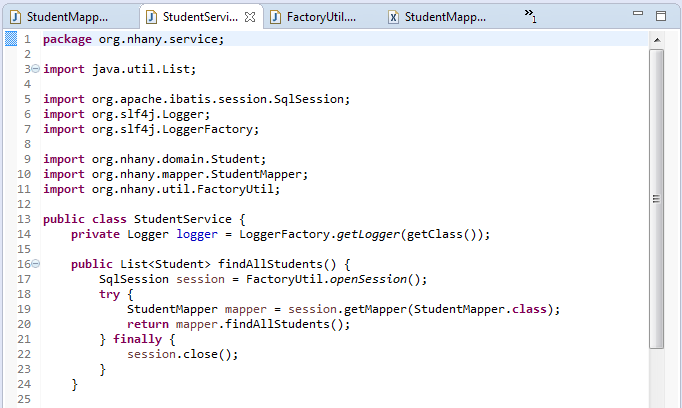 StudentMapp... StudentServi... FactoryUtil.... StudentMapp... »1
1 package org.nhany.service;
2
3 import java.util.List;
4
5 import org.apache.ibatis.session.SqlSession;
6 import org.slf4j.Logger;
7 import org.slf4j.LoggerFactory;
8
9 import org.nhany.domain.Student;
10 import org.nhany.mapper.StudentMapper;
11 import org.nhany.util.FactoryUtil;
12
13 public class StudentService {
14     private Logger logger = LoggerFactory.getLogger(getClass());
15
16     public List<Student> findAllStudents() {
17         SqlSession session = FactoryUtil.openSession();
18         try {
19             StudentMapper mapper = session.getMapper(StudentMapper.class);
20             return mapper.findAllStudents();
21         } finally {
22             session.close();
23         }
24     }
25